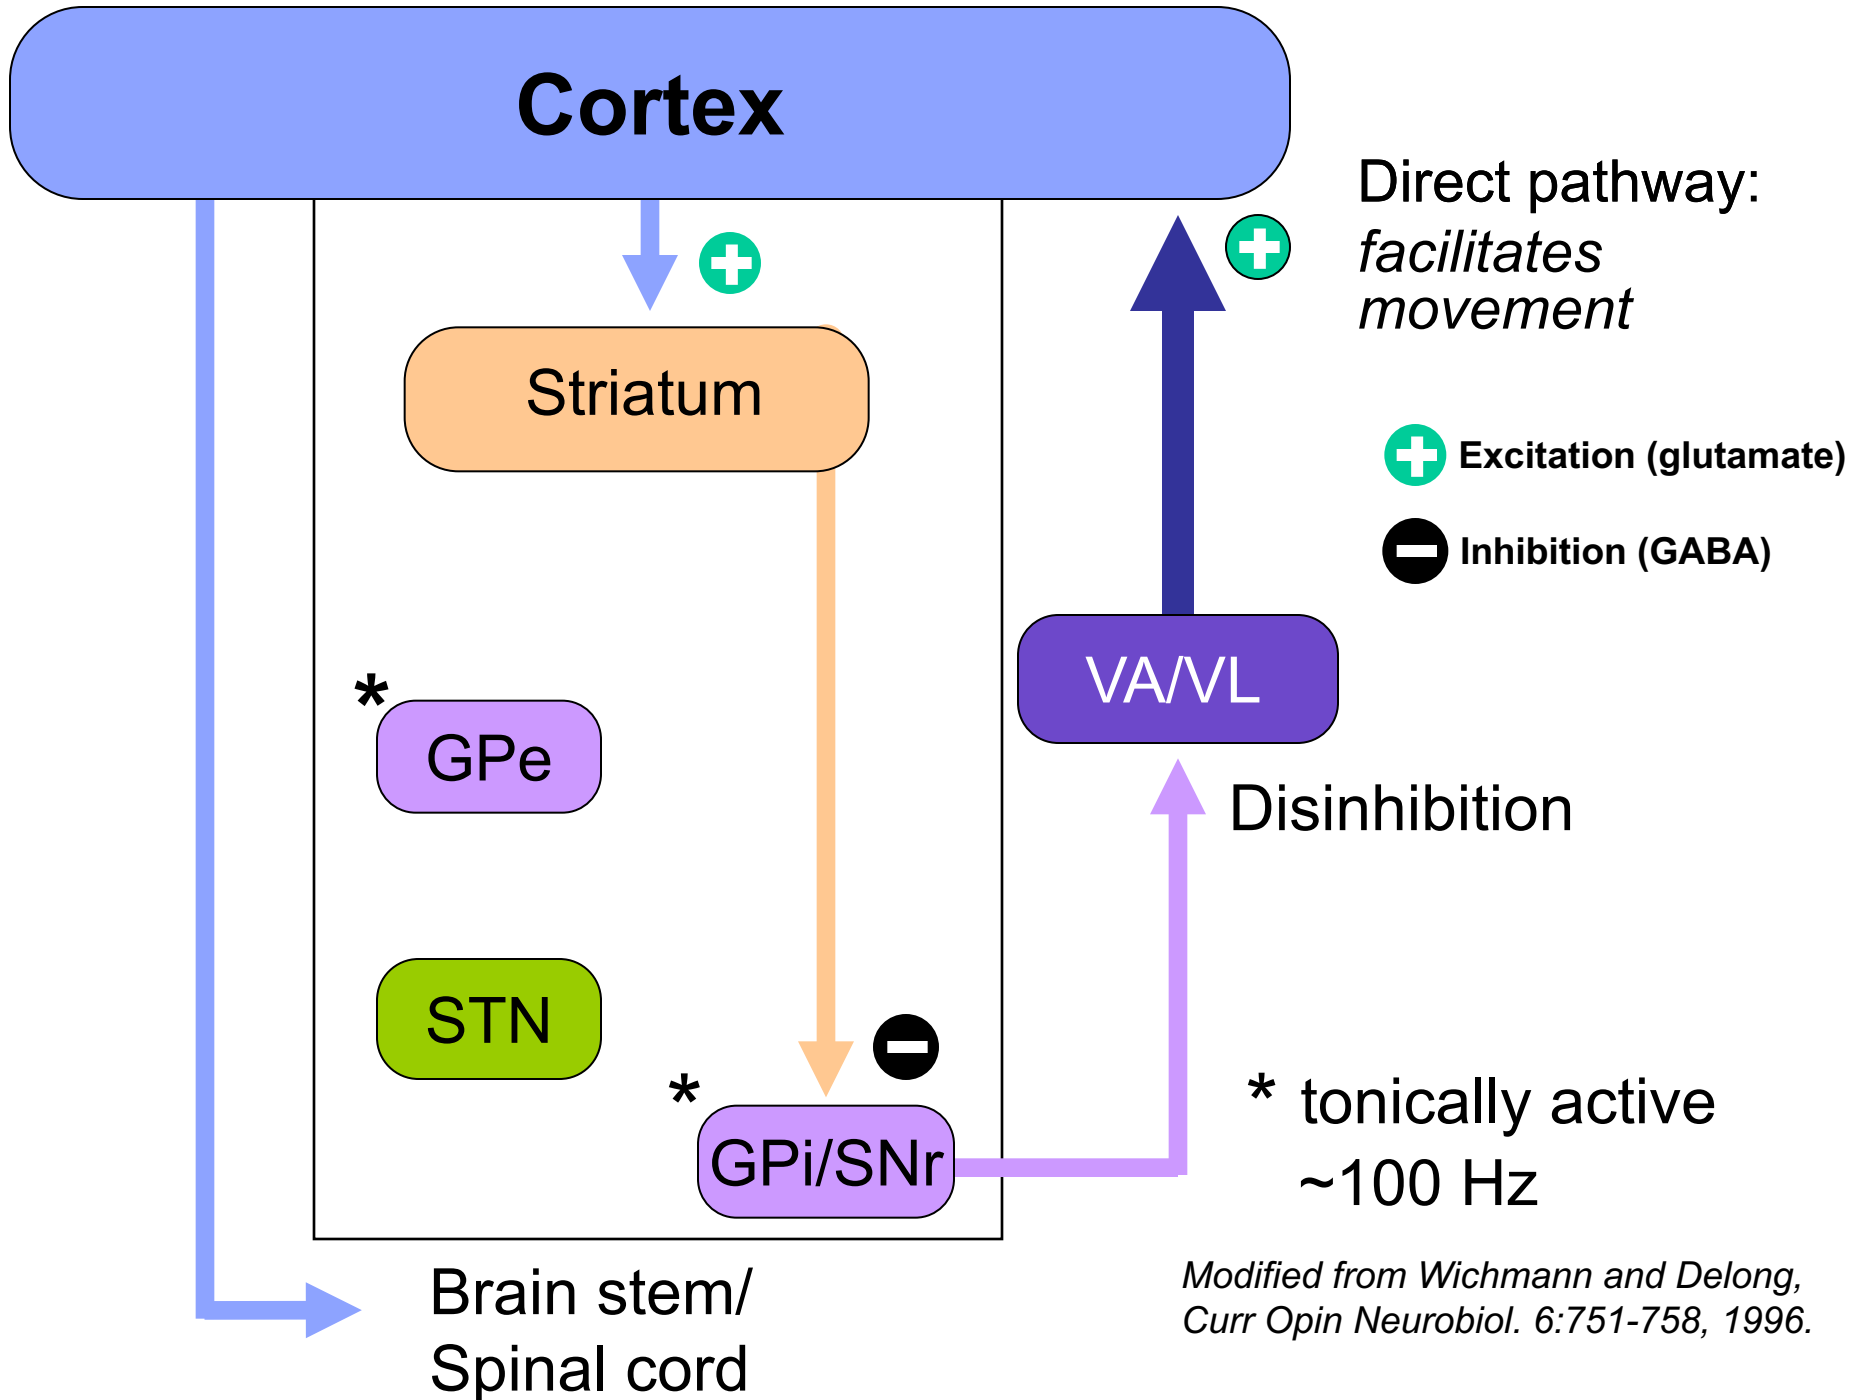 Cortex
Direct pathway:
facilitates
movement
Striatum
Excitation (glutamate)
Inhibition (GABA)
VA/VL
*
GPe
Disinhibition
STN
*
GPi/SNr
* tonically active
~100 Hz
Brain stem/
Spinal cord
Modified from Wichmann and Delong,
Curr Opin Neurobiol. 6:751-758, 1996.